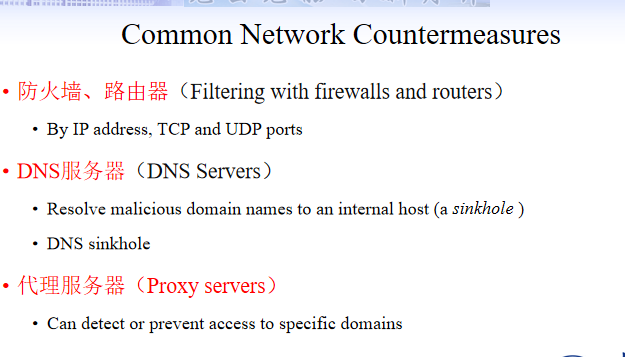 Common Network Countermeasures
• 防火墙、路由器（Filtering with firewalls and routers）
• By IP address, TCP and UDP ports
• DNS服务器（DNS Servers）
• Resolve malicious domain names to an internal host (a sinkhole )
• DNS sinkhole
• 代理服务器（Proxy servers）
• Can detect or prevent access to specific domains